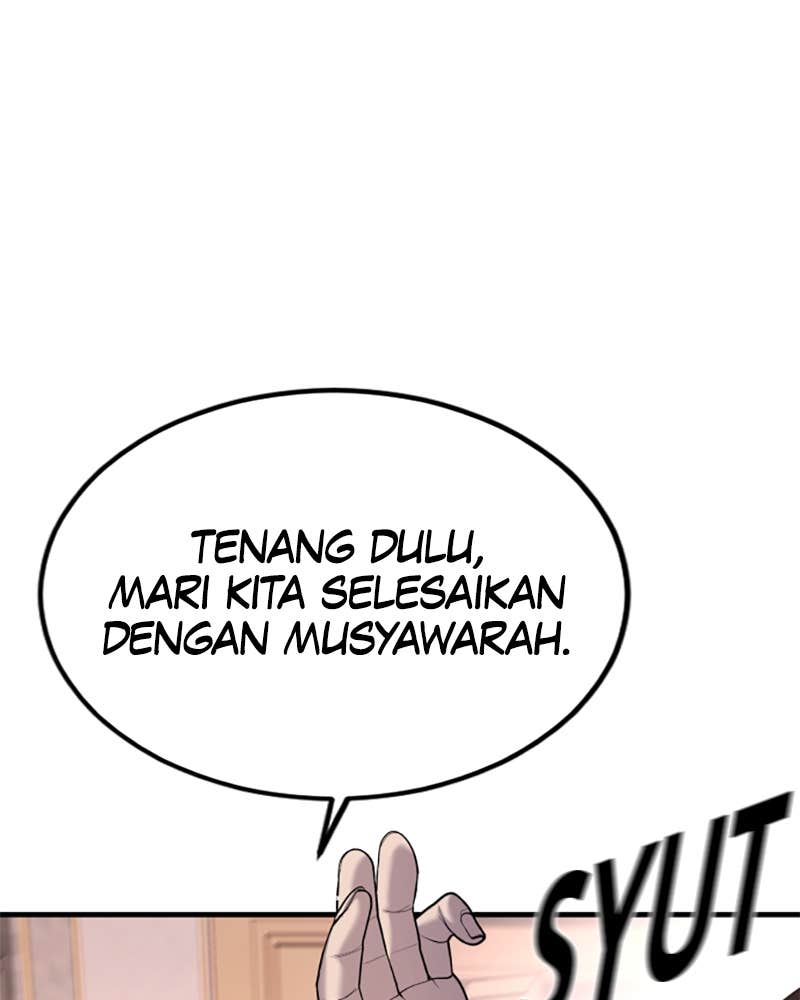 TENANG DULU,
MARI KITA SELESAIKAN
DENGAN MUSYAWARAH.
SYUT